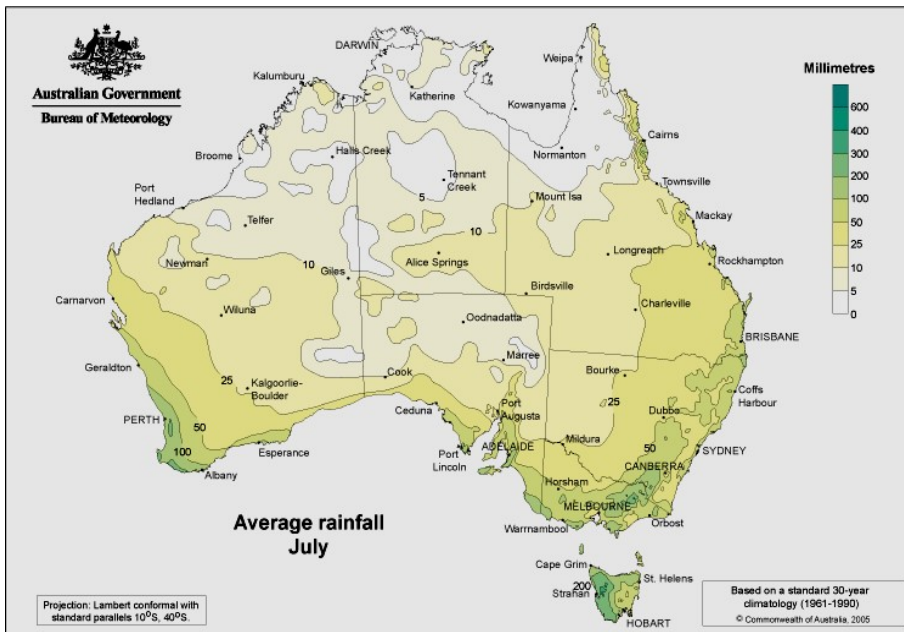 Australian Government
Bureau of Meteorology
DARWIN
Weipa
Kalumburu
Katherine
Kowanyama
Millimetres
600
400
300
200
100
50
25
10
5
0
Cairns
Broome
Halls Creek
Normanton
Tennant
Creek
5
Port
Hedland
Townsville
Mount Isa
Telfer
Mackay
10
Longreach
Newman
10
Alice Springs
Rockhampton
Giles
Birdsville
Carnarvon
Wiluna
Charleville
Oodnadatta
BRISBANE
Geraldton
Marree
Cook
Bourke
25
Kalgoorlie-
Boulder
Coffs
Harbour
Ceduna
Port
Augusta
25
Dubbo
PERTH
50
Mildura
50
SYDNEY
ADELAIDE
100
Esperance
Port
Lincoln
CANBERRA
Albany
Horsham
MELBOURNE
Warrnambool
Orbost
Average rainfall
July
Cape Grim
200
St. Helens
Strahan
HOBART
Projection: Lambert conformal with
standard parallels 10°S, 40°S.
Based on a standard 30-year
climatology (1961-1990)
© Commonwealth of Australia, 2005